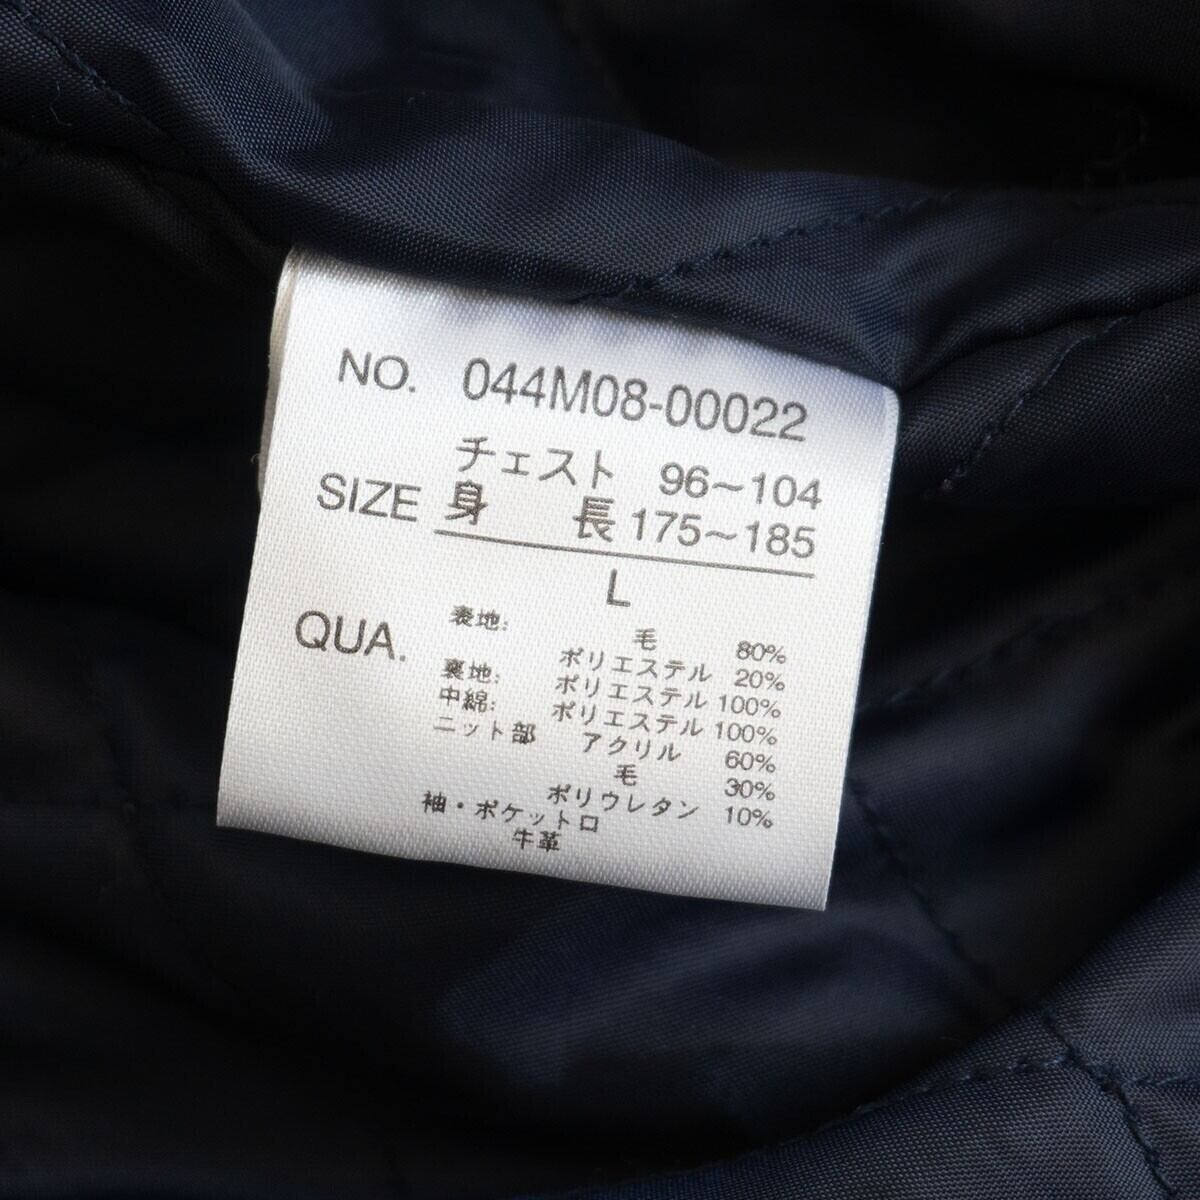 NO. 044M08-00022
チェスト 96~104
SIZE 身 長 175~185
L
QUA. 表地: 毛 80%
ポリエステル 20%
裏地: ポリエステル 100%
中綿: ポリエステル 100%
ニット部 アクリル 60%
毛 30%
ポリウレタン 10%
袖・ポケット口
牛革